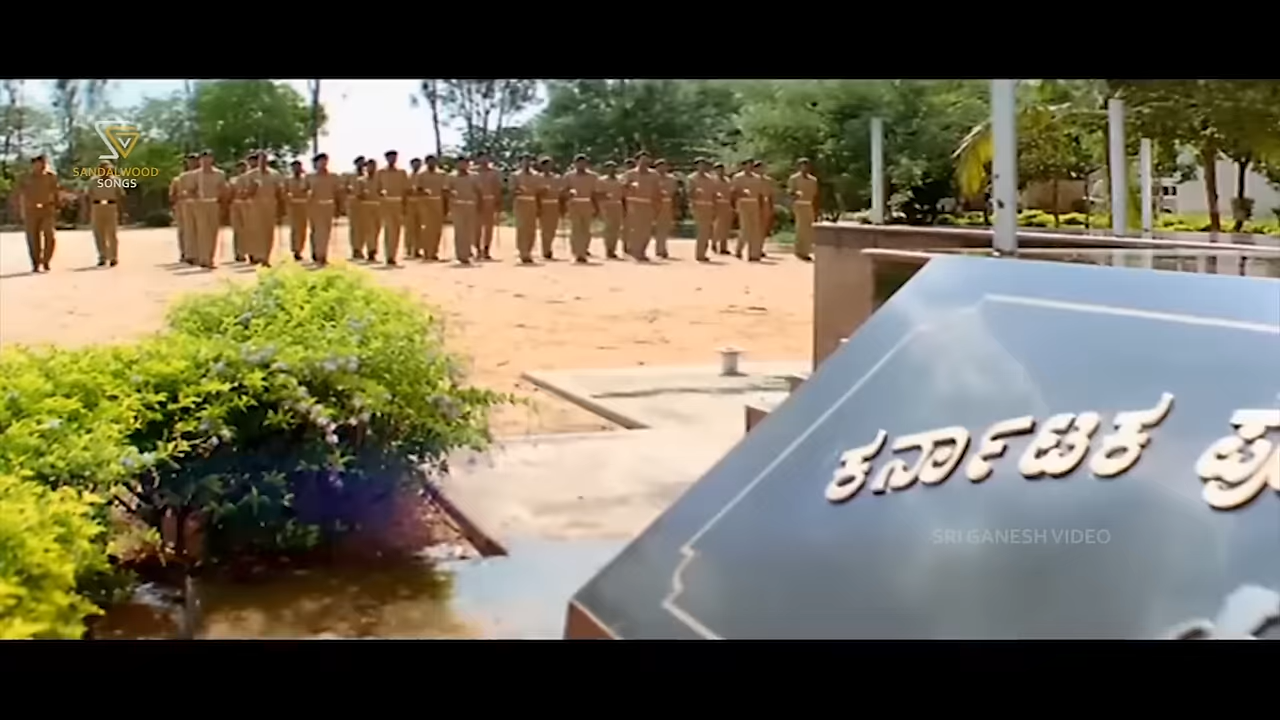 SANDALWOOD
SONGS
ಕರ್ನಾಟಕ
SRI GANESH VIDEO